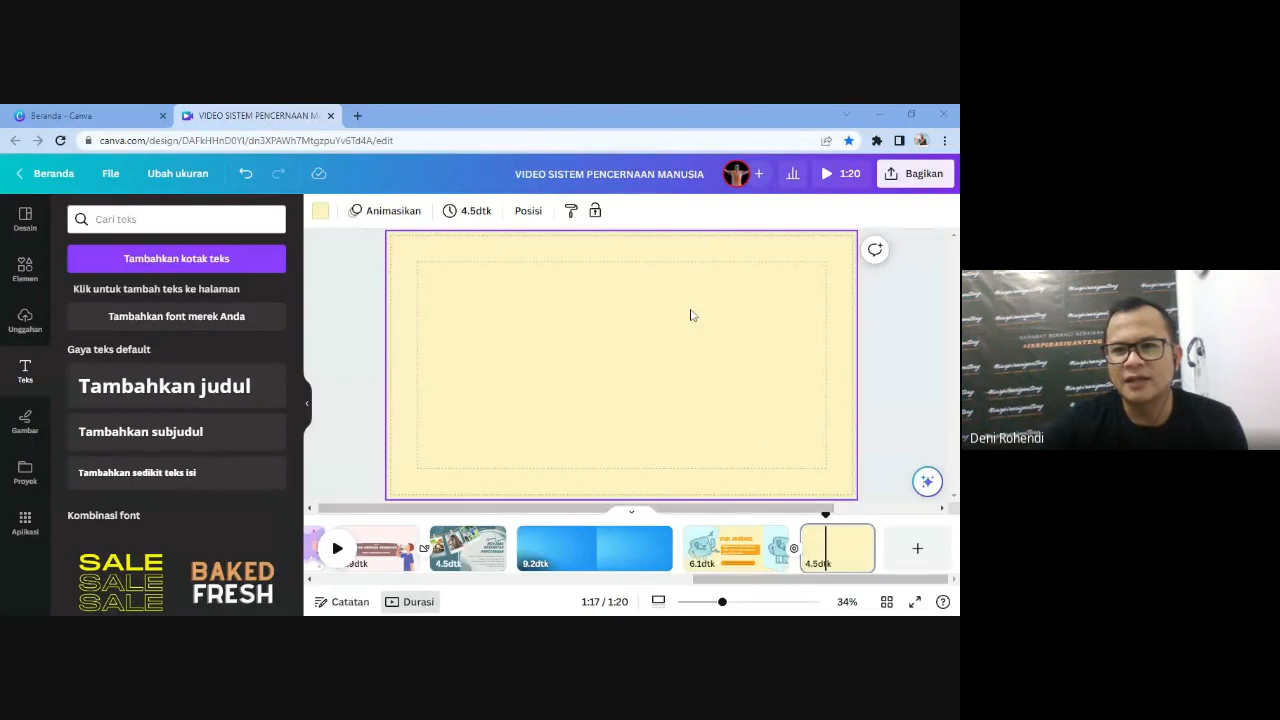 Beranda - Canva
VIDEO SISTEM PENCERNAAN M
canva.com/design/DAFkHHnD0YI/dn3XPAWh7MtgzpuYv6Td4A/edit
Beranda
File
Ubah ukuran
VIDEO SISTEM PENCERNAAN MANUSIA
1:20
Bagikan
Desain
Elemen
Unggahan
Teks
Gambar
Proyek
Aplikasi
Cari teks
Tambahkan kotak teks
Klik untuk tambah teks ke halaman
Tambahkan font merek Anda
Gaya teks default
Tambahkan judul
Tambahkan subjudul
Tambahkan sedikit teks isi
Kombinasi font
SALE
SALE
SALE
BAKED
FRESH
Animasikan
4.5dtk
Posisi
4.5dtk
9.2dtk
6.1dtk
4.5dtk
Catatan
Durasi
1:17 / 1:20
34%
#INSPIRASIGANTENG
Deni Rohendi